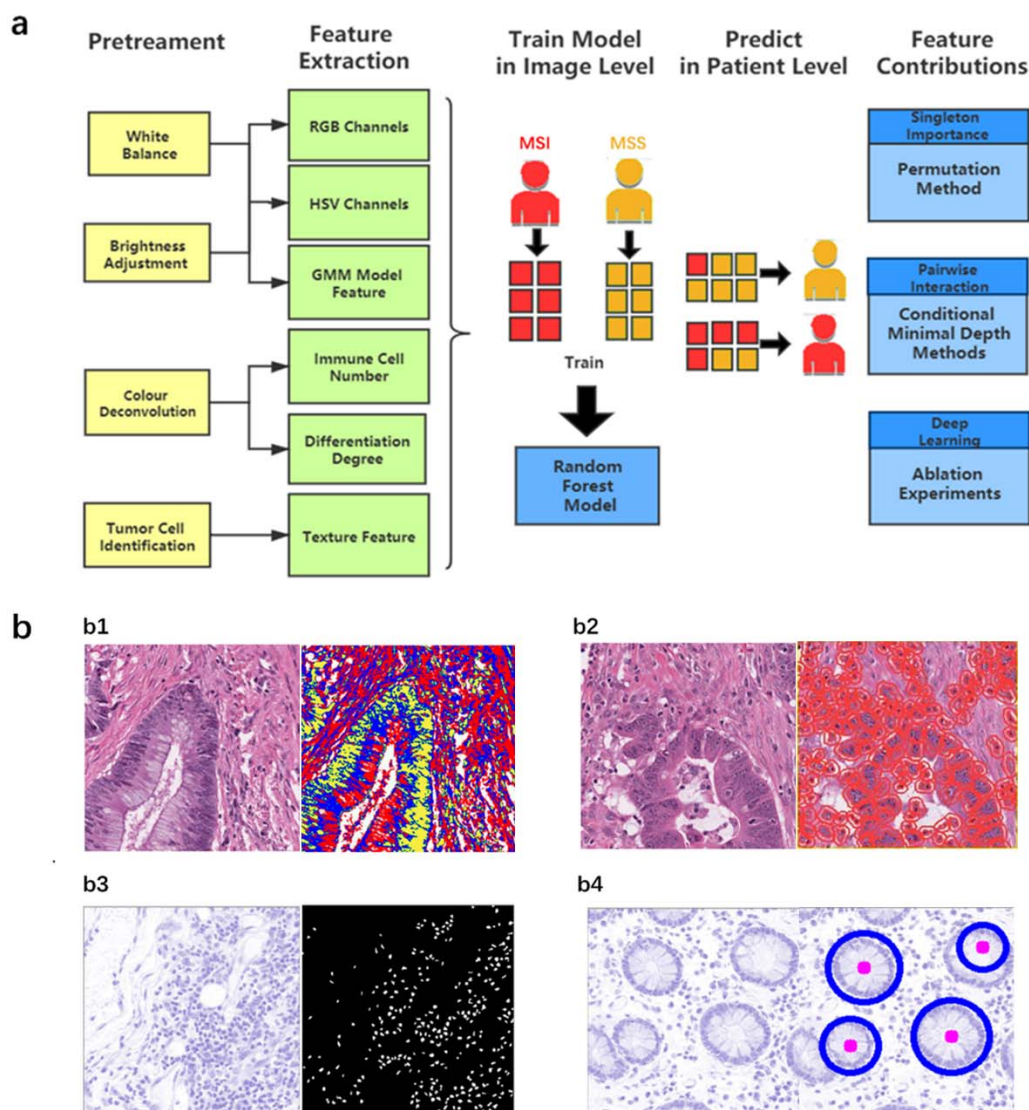 a
Pretreament
Feature
Extraction
Train Model
in Image Level
Predict
in Patient Level
Feature
Contributions
White
Balance
Brightness
Adjustment
Colour
Deconvolution
Tumor Cell
Identification
RGB Channels
HSV Channels
GMM Model
Feature
Immune Cell
Number
Differentiation
Degree
Texture Feature
MSI
MSS
Train
Random
Forest
Model
Singleton
Importance
Permutation
Method
Pairwise
Interaction
Conditional
Minimal Depth
Methods
Deep
Learning
Ablation
Experiments
b
b1
b2
b3
b4